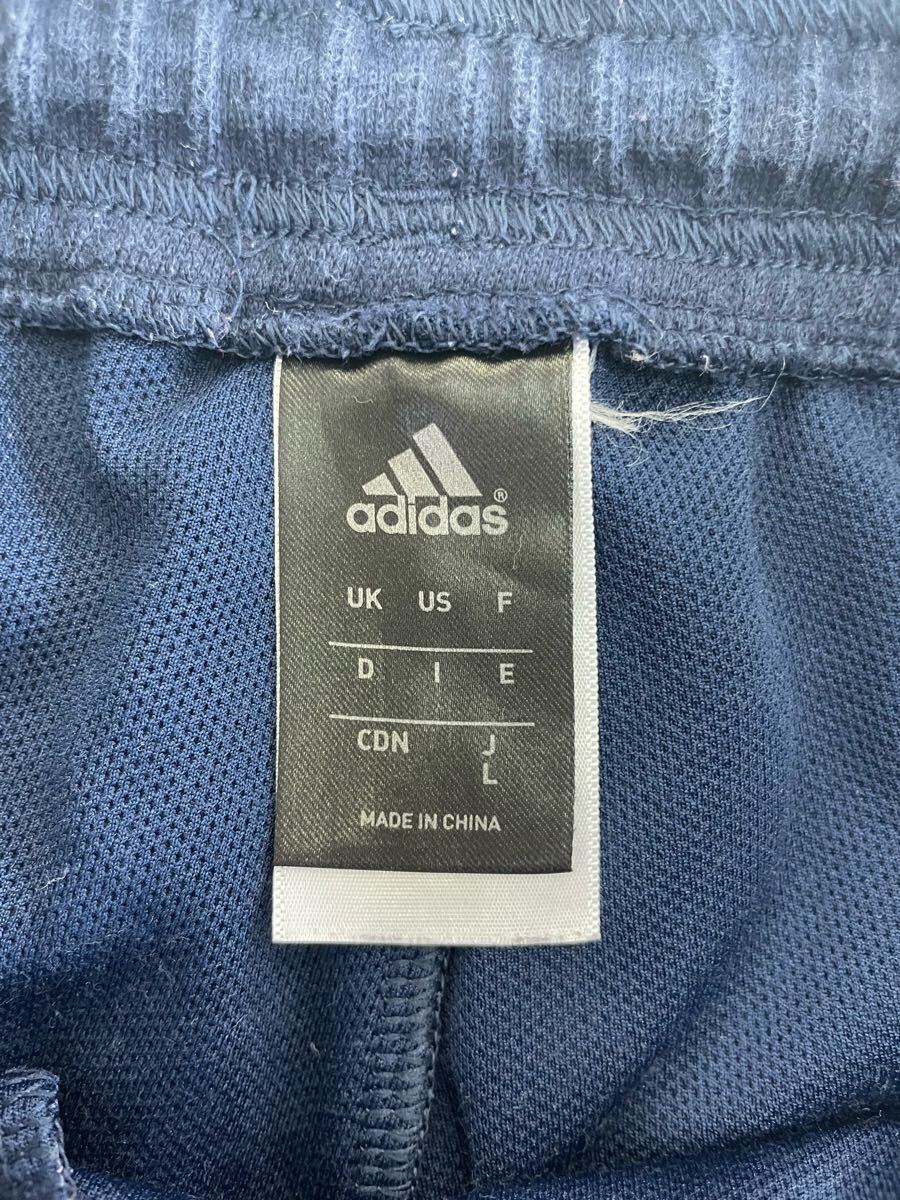 adidas®
UK US F
D I E
CDN J
L
MADE IN CHINA